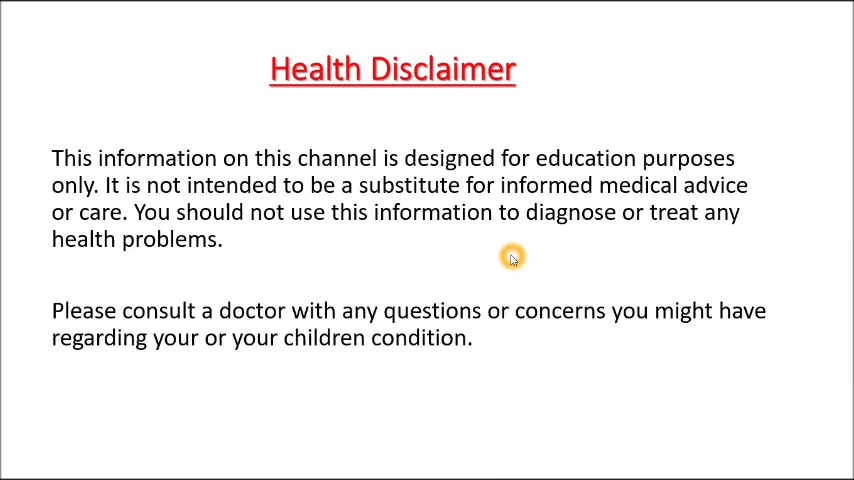 Health Disclaimer
This information on this channel is designed for education purposes
only. It is not intended to be a substitute for informed medical advice
or care. You should not use this information to diagnose or treat any
health problems.
Please consult a doctor with any questions or concerns you might have
regarding your or your children condition.